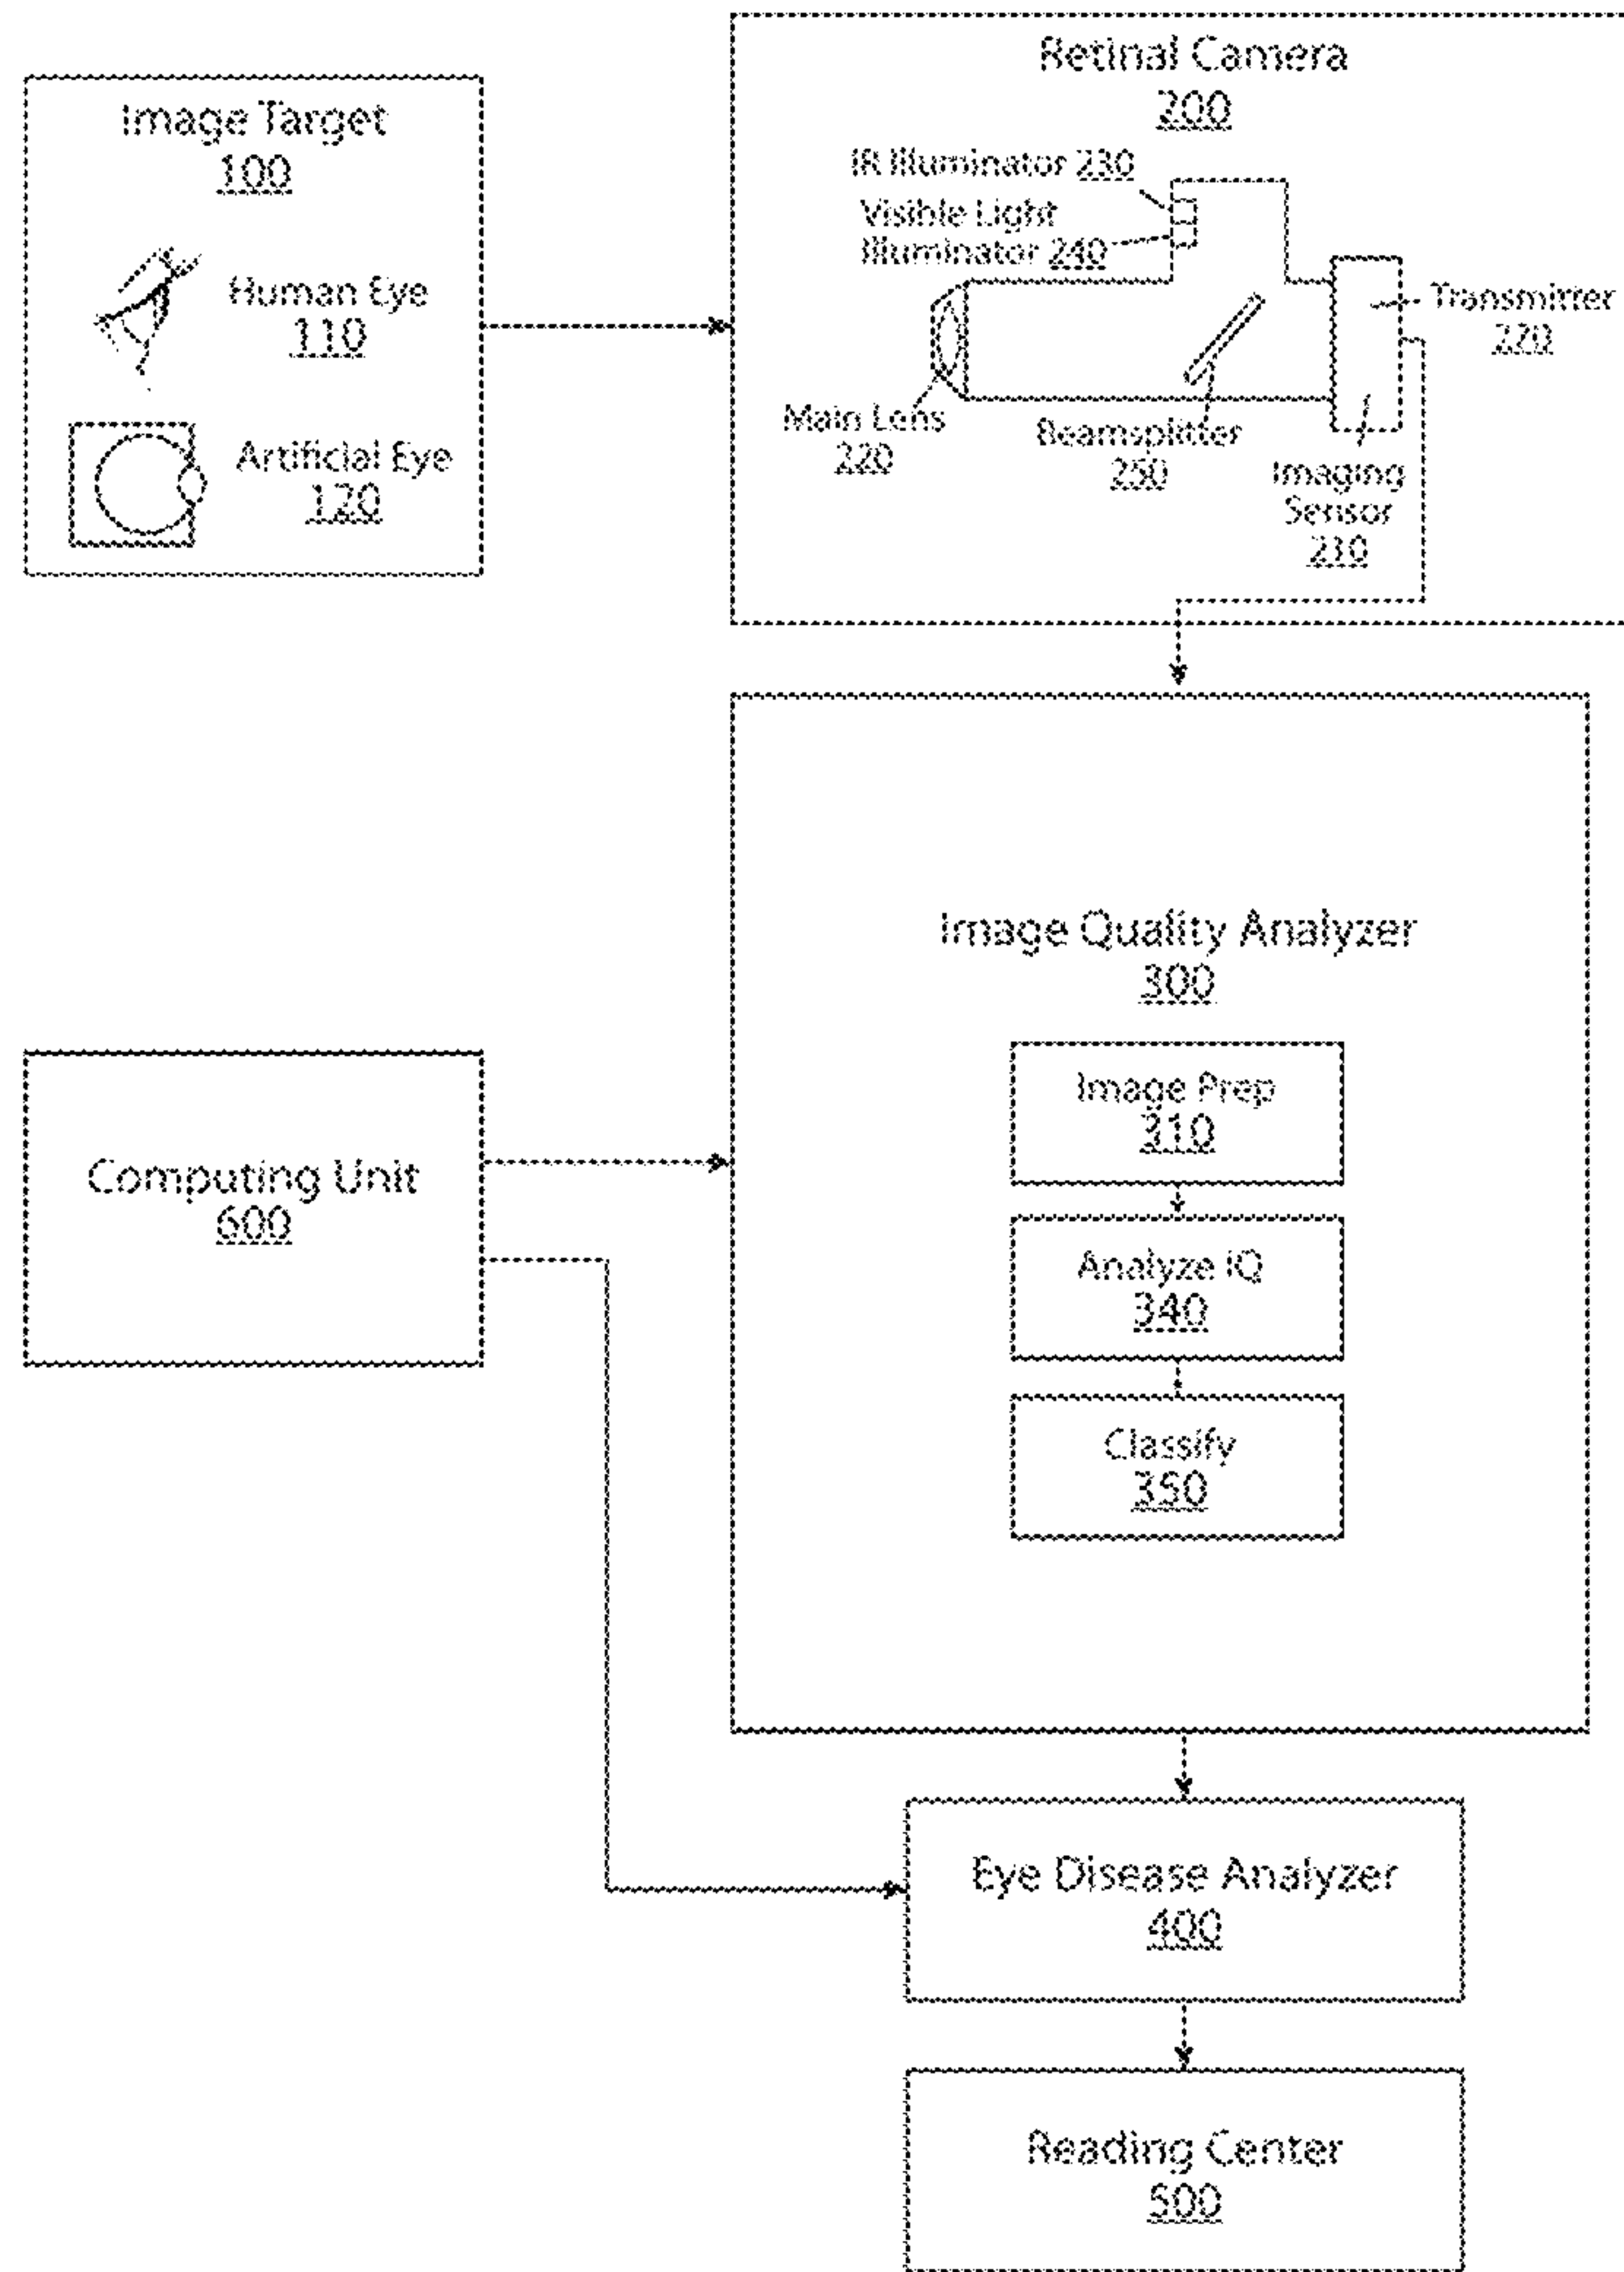 Retinal Camera
200
Image Target
100
IR Illuminator 230
Visible Light
Illuminator 240
Human Eye
110
Transmitter
270
Main Lens
220
Beamsplitter
250
Imaging
Sensor
210
Artificial Eye
120
Image Quality Analyzer
300
Image Prep
310
Computing Unit
600
Analyze IQ
340
Classify
350
Eye Disease Analyzer
400
Reading Center
500